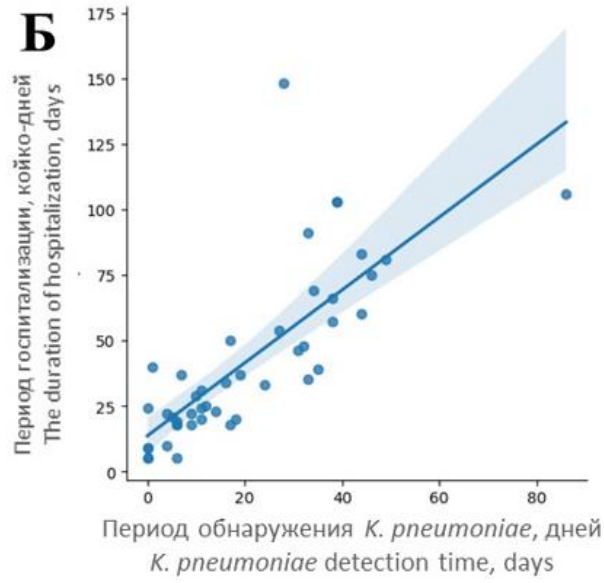 Б
Период госпитализации, койко-дней
The duration of hospitalization, days
175
150
125
100
75
50
25
0
0 20 40 60 80
Период обнаружения K. pneumoniae, дней
K. pneumoniae detection time, days